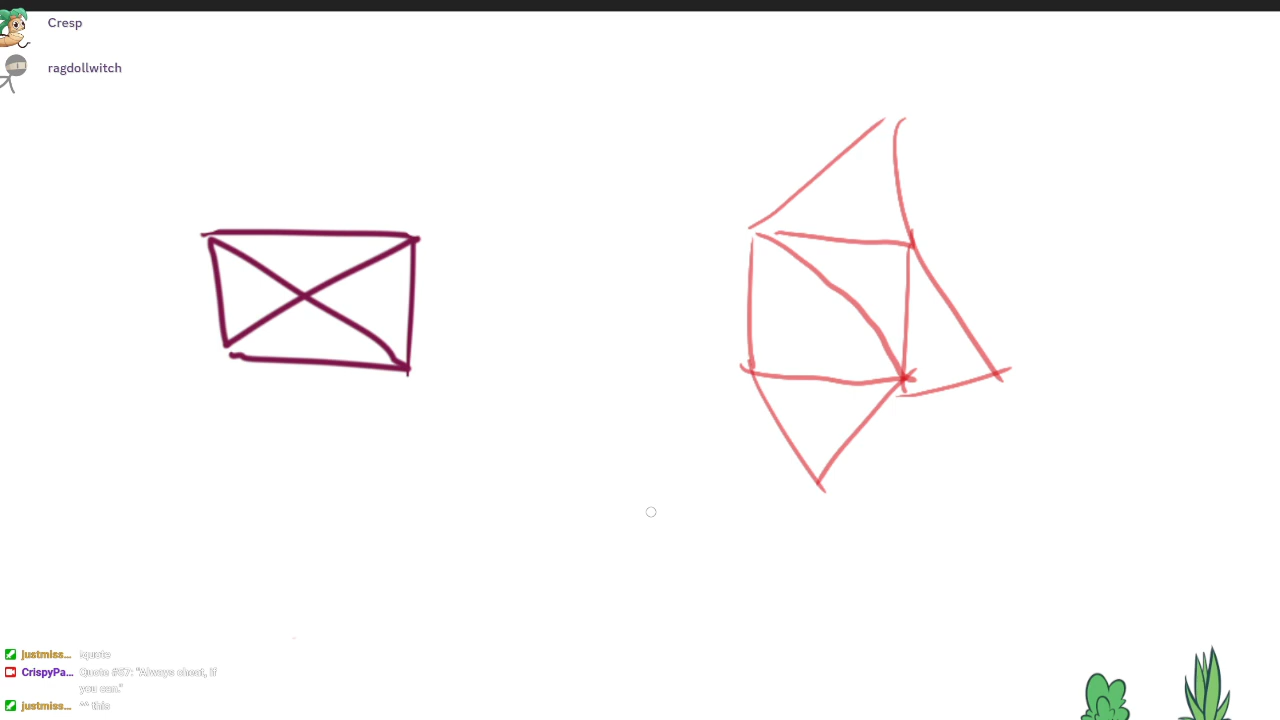 Cresp
ragdollwitch
justmiss... !quote
CrispyPa... Quote #67: "Always cheat, if
you can."
justmiss... ^^ this